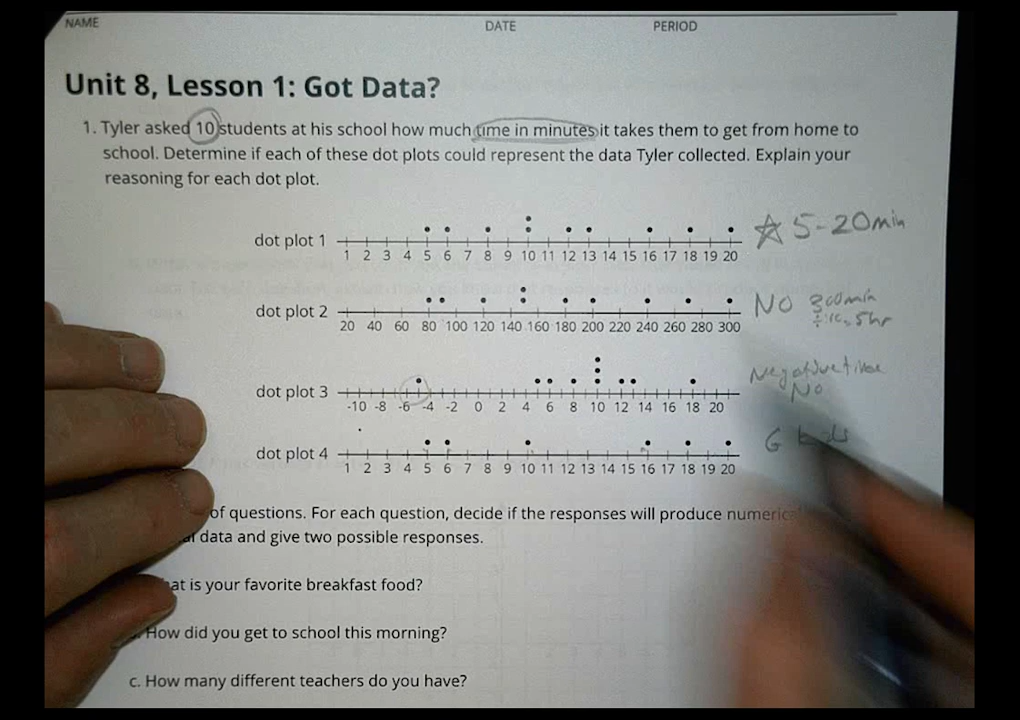 NAME DATE PERIOD
Unit 8, Lesson 1: Got Data?
1. Tyler asked 10 students at his school how much time in minutes it takes them to get from home to
school. Determine if each of these dot plots could represent the data Tyler collected. Explain your
reasoning for each dot plot.
dot plot 1 5-20min
1 2 3 4 5 6 7 8 9 10 11 12 13 14 15 16 17 18 19 20
dot plot 2 NO 300min
20 40 60 80 100 120 140 160 180 200 220 240 260 280 300 5hr
dot plot 3
No
-10 -8 -6 -4 -2 0 2 4 6 8 10 12 14 16 18 20
dot plot 4 6
1 2 3 4 5 6 7 8 9 10 11 12 13 14 15 16 17 18 19 20
of questions. For each question, decide if the responses will produce numerical
data and give two possible responses.
is your favorite breakfast food?
How did you get to school this morning?
c. How many different teachers do you have?